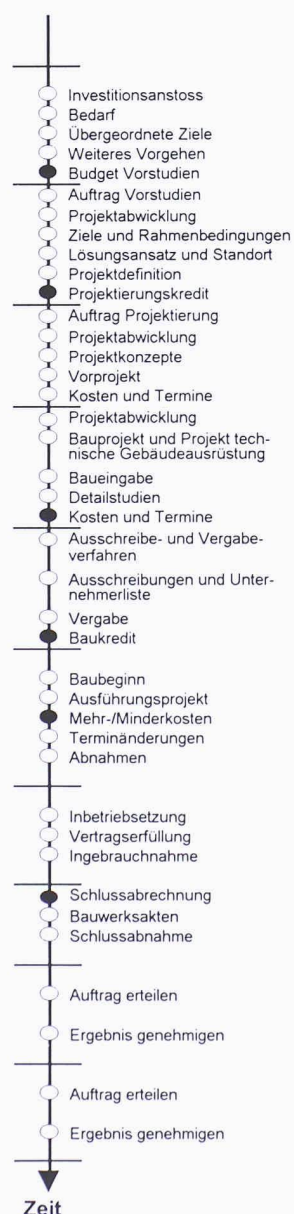 Investitionsanstoss
Bedarf
Übergeordnete Ziele
Weiteres Vorgehen
Budget Vorstudien
Auftrag Vorstudien
Projektabwicklung
Ziele und Rahmenbedingungen
Lösungsansatz und Standort
Projektdefinition
Projektierungskredit
Auftrag Projektierung
Projektabwicklung
Projektkonzepte
Vorprojekt
Kosten und Termine
Projektabwicklung
Bauprojekt und Projekt tech-
nische Gebäudeausrüstung
Baueingabe
Detailstudien
Kosten und Termine
Ausschreibe- und Vergabe-
verfahren
Ausschreibungen und Unter-
nehmerliste
Vergabe
Baukredit
Baubeginn
Ausführungsprojekt
Mehr-/Minderkosten
Terminänderungen
Abnahmen
Inbetriebsetzung
Vertragserfüllung
Ingebrauchnahme
Schlussabrechnung
Bauwerksakten
Schlussabnahme
Auftrag erteilen
Ergebnis genehmigen
Auftrag erteilen
Ergebnis genehmigen
Zeit